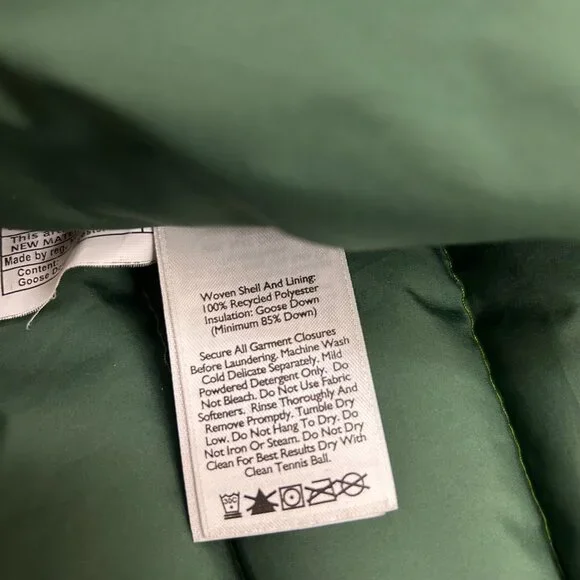 NEW MAT
Made by reg.
Content:
Goose D
Woven Shell And Lining:
100% Recycled Polyester
Insulation: Goose Down
(Minimum 85% Down)
Secure All Garment Closures
Before Laundering. Machine Wash
Cold Delicate Separately. Mild
Powdered Detergent Only. Do
Not Bleach. Do Not Use Fabric
Softeners. Rinse Thoroughly And
Remove Promptly. Tumble Dry
Low. Do Not Hang To Dry. Do
Not Iron Or Steam. Do Not Dry
Clean For Best Results Dry With
Clean Tennis Ball.
30C